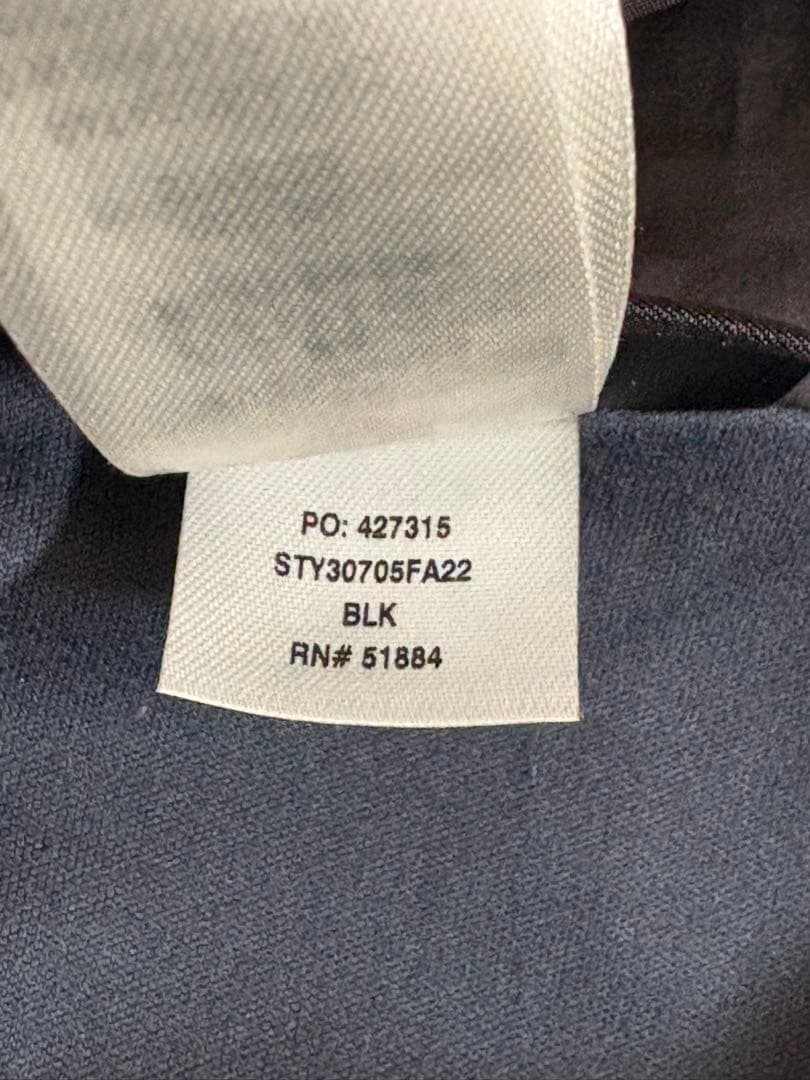 PO: 427315
STY30705FA22
BLK
RN# 51884